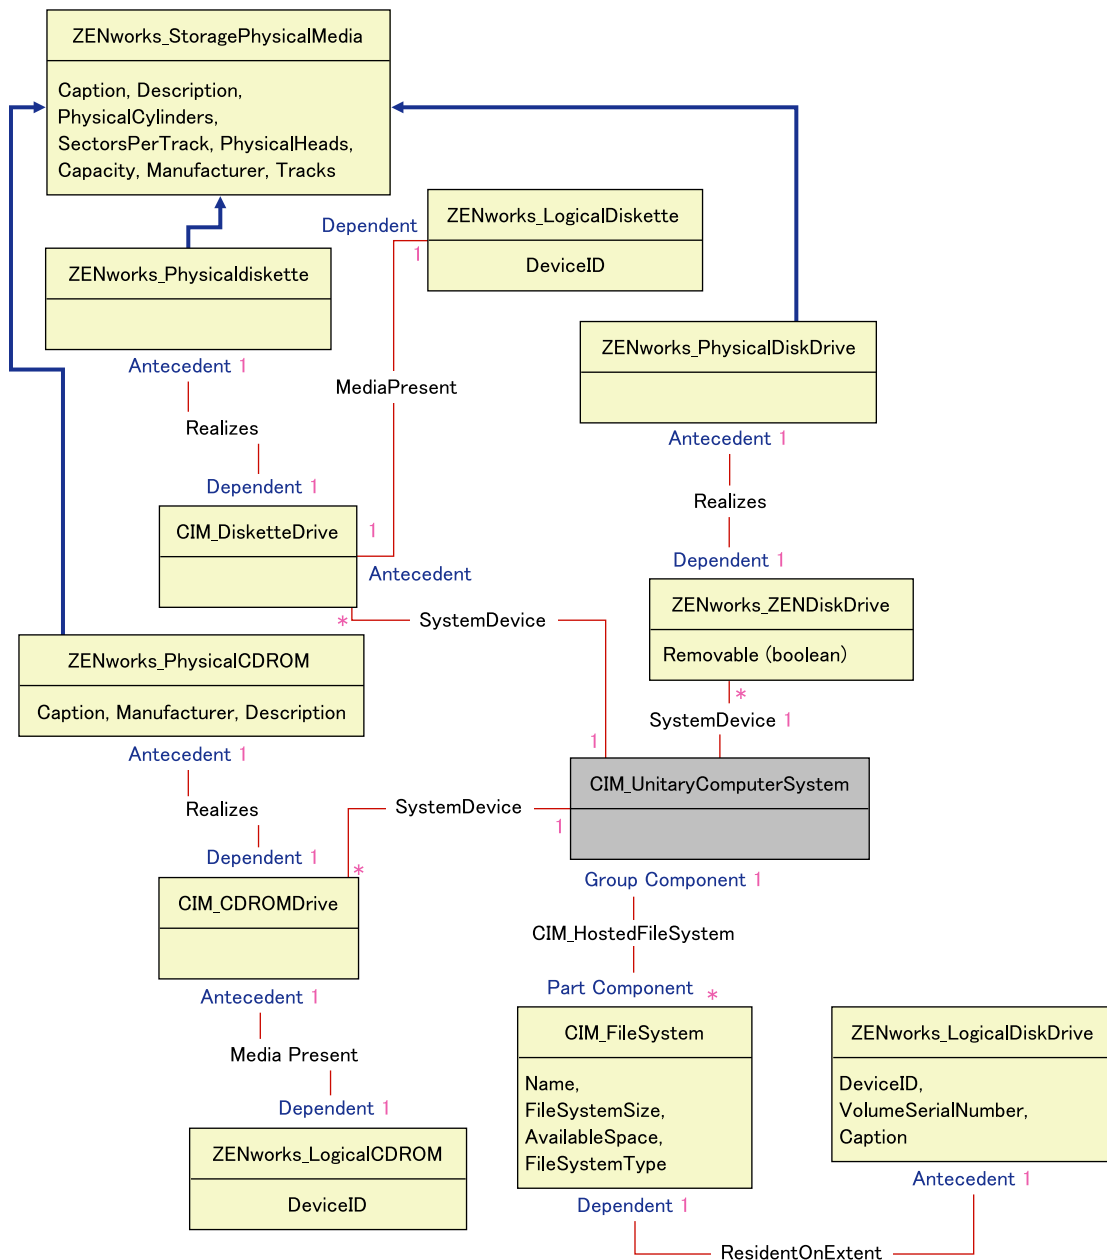 ZENworks_StoragePhysicalMedia
Caption, Description,
PhysicalCylinders,
SectorsPerTrack, PhysicalHeads,
Capacity, Manufacturer, Tracks
Dependent
1
ZENworks_LogicalDiskette
DeviceID
ZENworks_Physicaldiskette
Antecedent 1
Realizes
Dependent 1
MediaPresent
ZENworks_PhysicalDiskDrive
Antecedent 1
Realizes
Dependent 1
CIM_DisketteDrive
1
Antecedent
*
SystemDevice
1
ZENworks_ZENDiskDrive
Removable (boolean)
*
SystemDevice 1
ZENworks_PhysicalCDROM
Caption, Manufacturer, Description
Antecedent 1
Realizes
Dependent 1
*
SystemDevice
1
CIM_UnitaryComputerSystem
Group Component 1
CIM_HostedFileSystem
Part Component *
CIM_CDROMDrive
Antecedent 1
Media Present
Dependent 1
ZENworks_LogicalCDROM
DeviceID
CIM_FileSystem
Name,
FileSystemSize,
AvailableSpace,
FileSystemType
Dependent 1
ZENworks_LogicalDiskDrive
DeviceID,
VolumeSerialNumber,
Caption
Antecedent 1
ResidentOnExtent